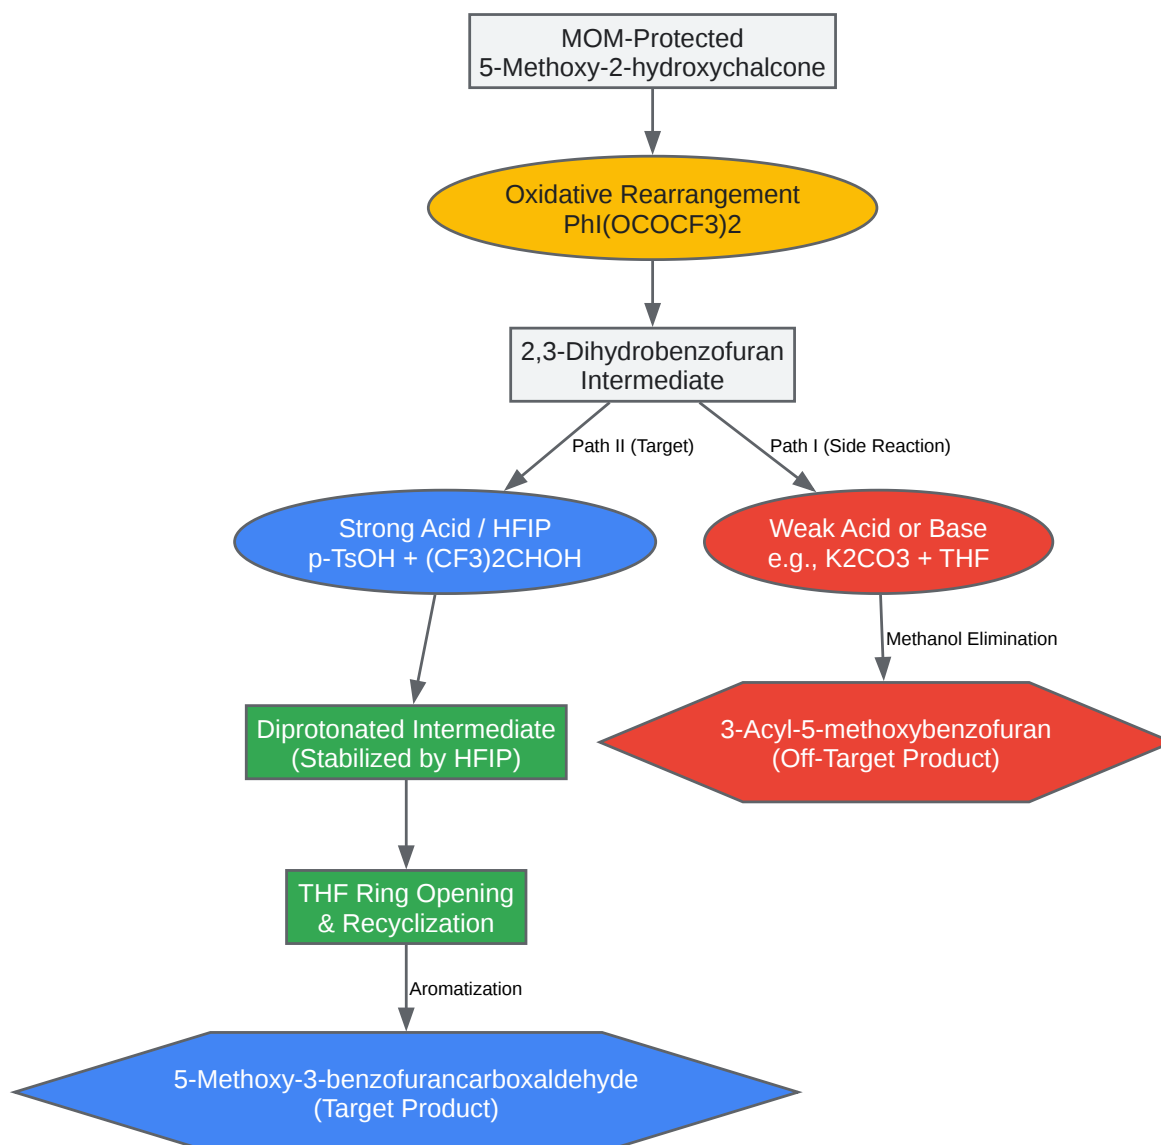 MOM-Protected
5-Methoxy-2-hydroxychalcone
Oxidative Rearrangement
PhI(OCOCF3)2
2,3-Dihydrobenzofuran
Intermediate
Path II (Target)
Path I (Side Reaction)
Strong Acid / HFIP
p-TsOH + (CF3)2CHOH
Weak Acid or Base
e.g., K2CO3 + THF
Methanol Elimination
Diprotonated Intermediate
(Stabilized by HFIP)
3-Acyl-5-methoxybenzofuran
(Off-Target Product)
THF Ring Opening
& Recyclization
Aromatization
5-Methoxy-3-benzofurancarboxaldehyde
(Target Product)